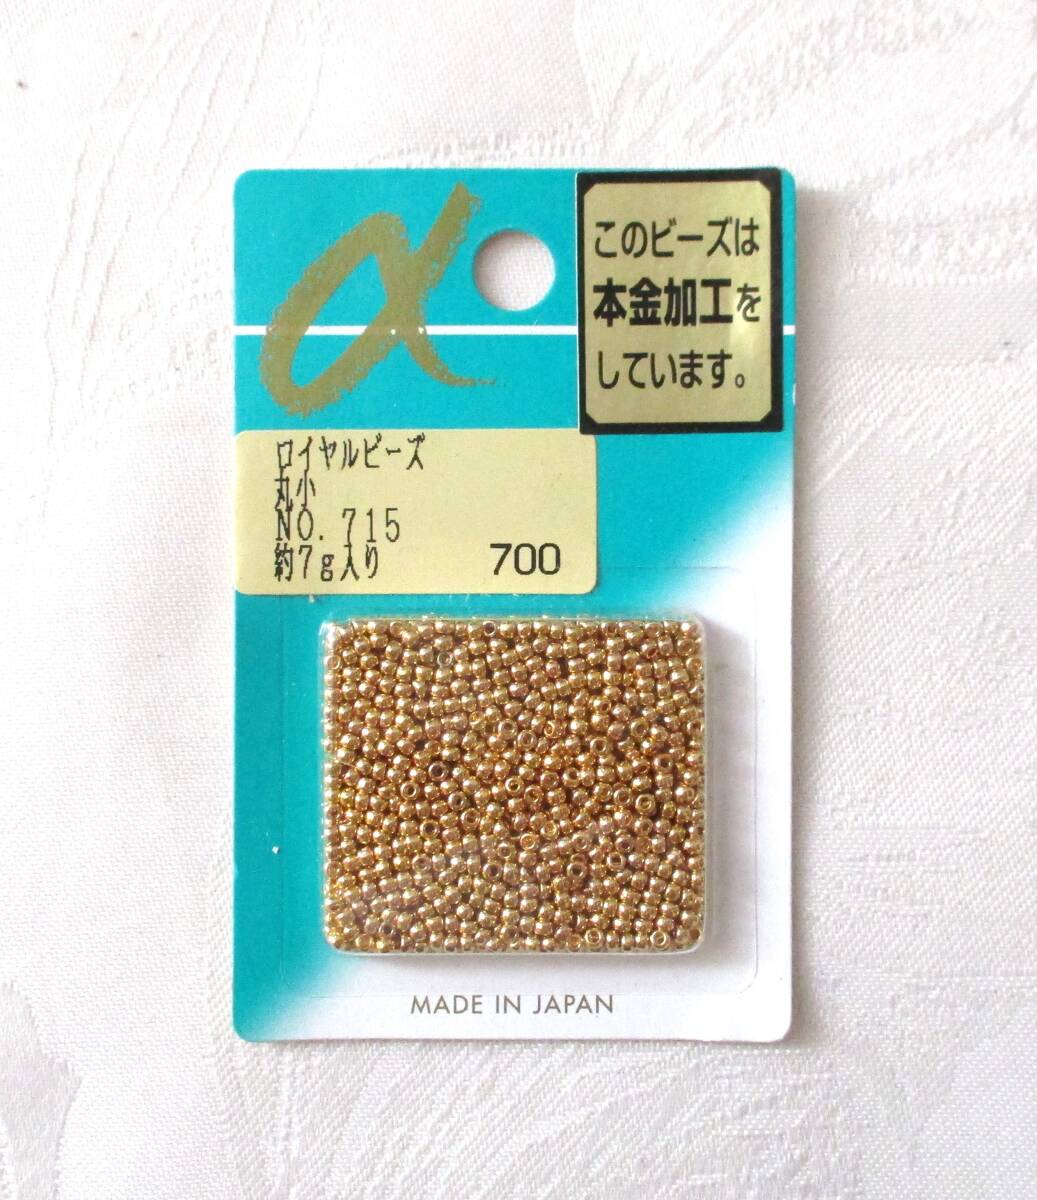 α
このビーズは
本金加工を
しています。
ロイヤルビーズ
丸小
NO. 715
約7g入り 700
MADE IN JAPAN